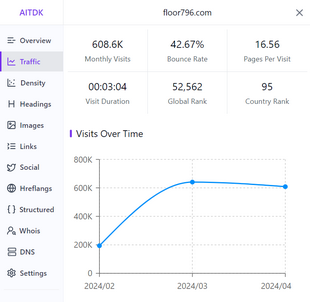 AITDK
floor796.com
Overview
Traffic
Density
Headings
Images
Links
Social
Hreflangs
Structured
Whois
DNS
Settings
608.6K
42.67%
16.56
Monthly Visits
Bounce Rate
Pages Per Visit
00:03:04
52,562
95
Visit Duration
Global Rank
Country Rank
Visits Over Time
800K
600K
400K
200K
0
2024/02
2024/03
2024/04